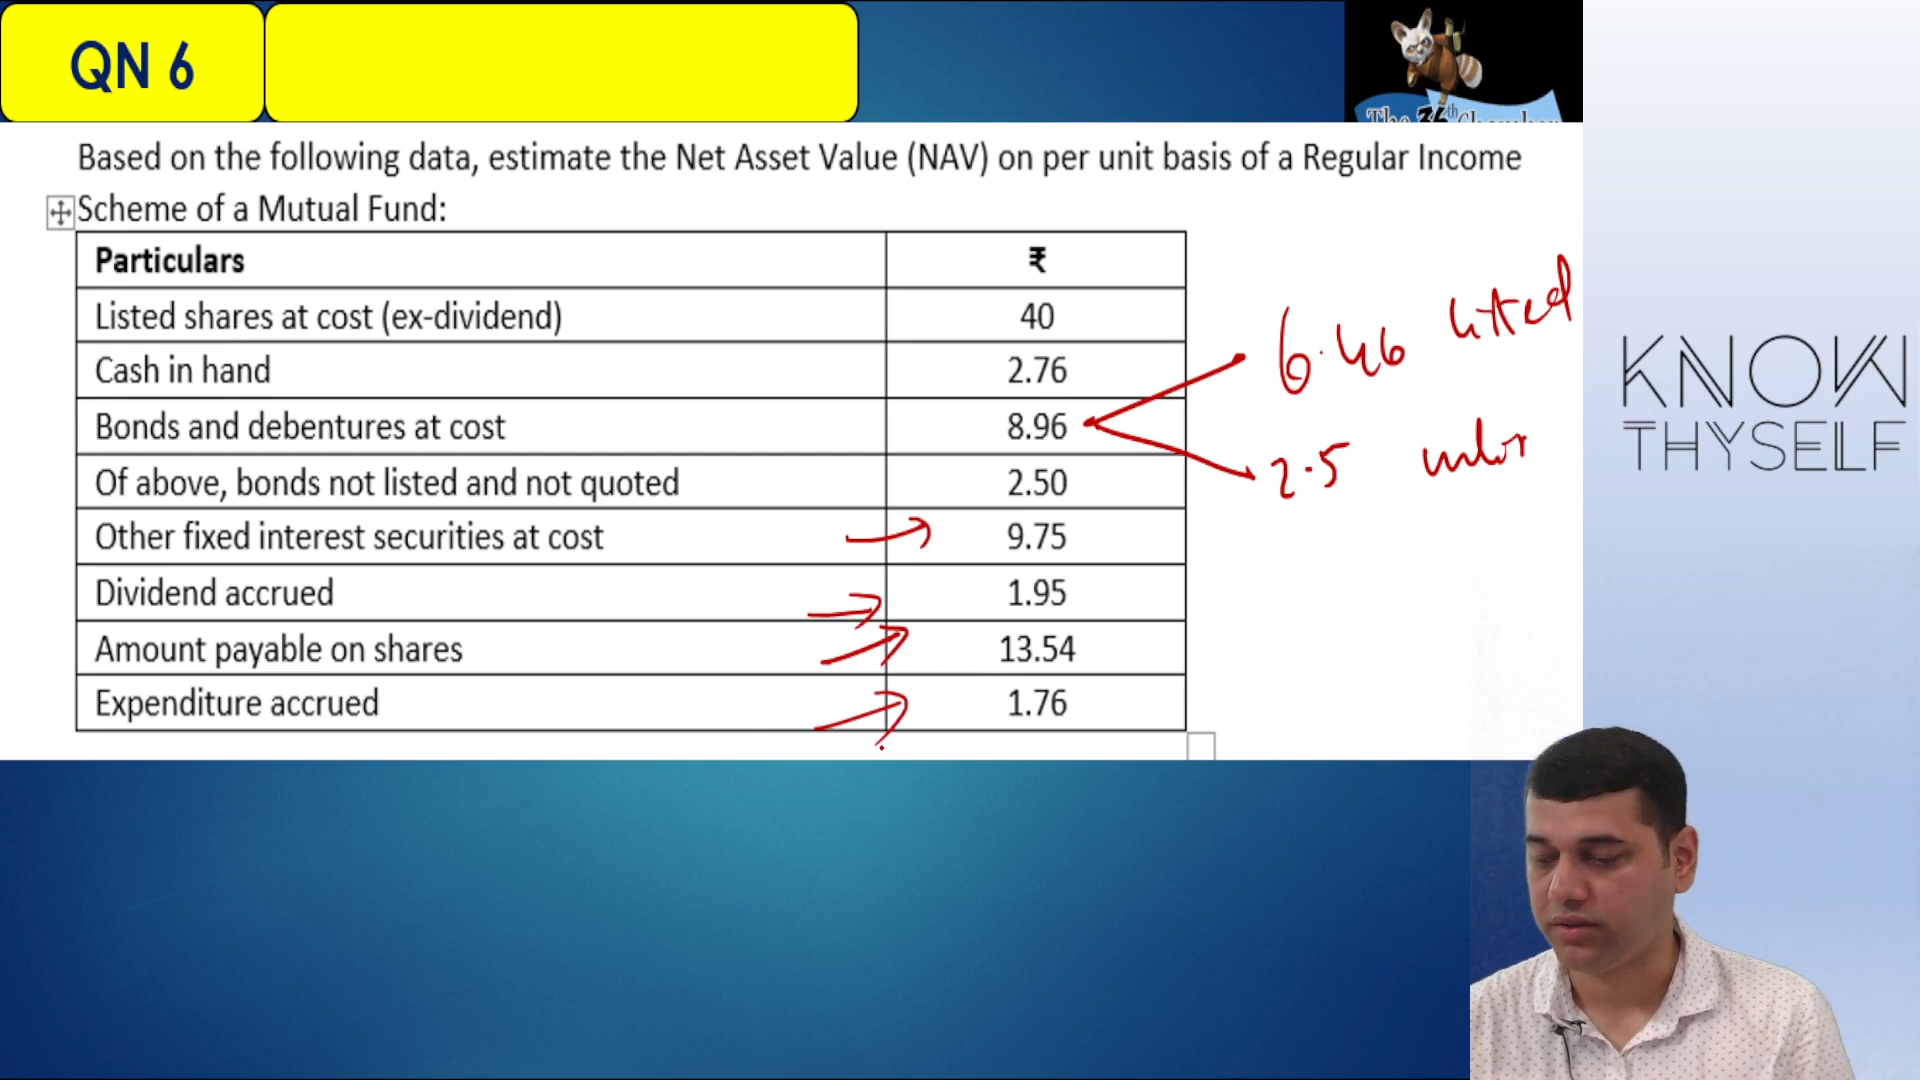 QN 6
The 36th Chamber
Based on the following data, estimate the Net Asset Value (NAV) on per unit basis of a Regular Income
Scheme of a Mutual Fund:
Particulars ₹
Listed shares at cost (ex-dividend) 40
Cash in hand 2.76
Bonds and debentures at cost 8.96
Of above, bonds not listed and not quoted 2.50
Other fixed interest securities at cost 9.75
Dividend accrued 1.95
Amount payable on shares 13.54
Expenditure accrued 1.76
6.46 listed
2.5
KNOW
THYSELF